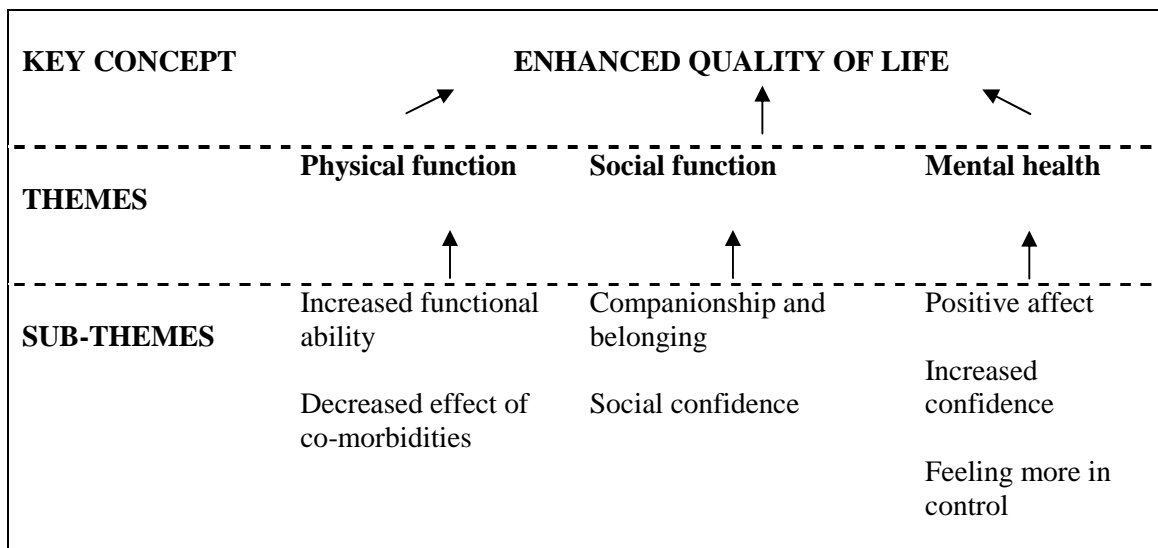 KEY CONCEPT
ENHANCED QUALITY OF LIFE
THEMES
Physical function
Social function
Mental health
SUB-THEMES
Increased functional
ability
Decreased effect of
co-morbidities
Companionship and
belonging
Social confidence
Positive affect
Increased
confidence
Feeling more in
control